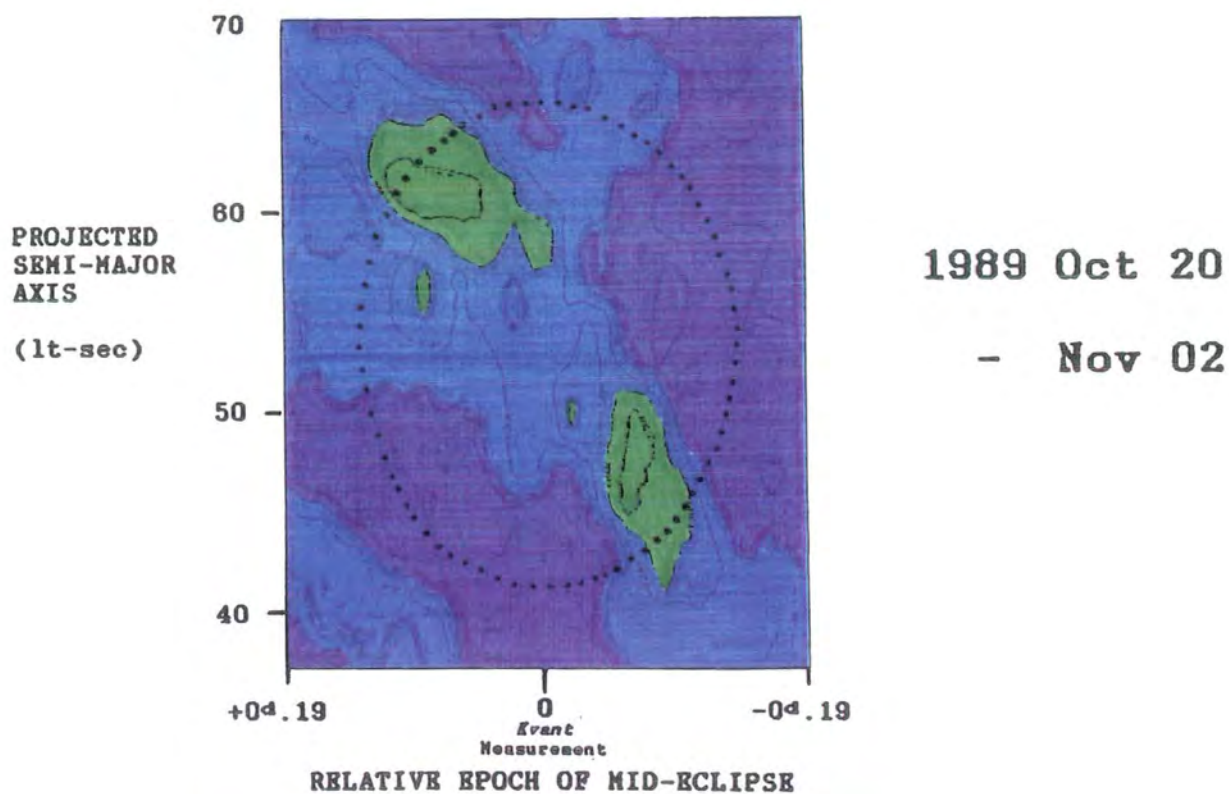 70
60
50
40
PROJECTED
SEMI-MAJOR
AXIS
(lt-sec)
1989 Oct 20
- Nov 02
+0ᵈ.19
0
-0ᵈ.19
Kvant
Measurement
RELATIVE EPOCH OF MID-ECLIPSE